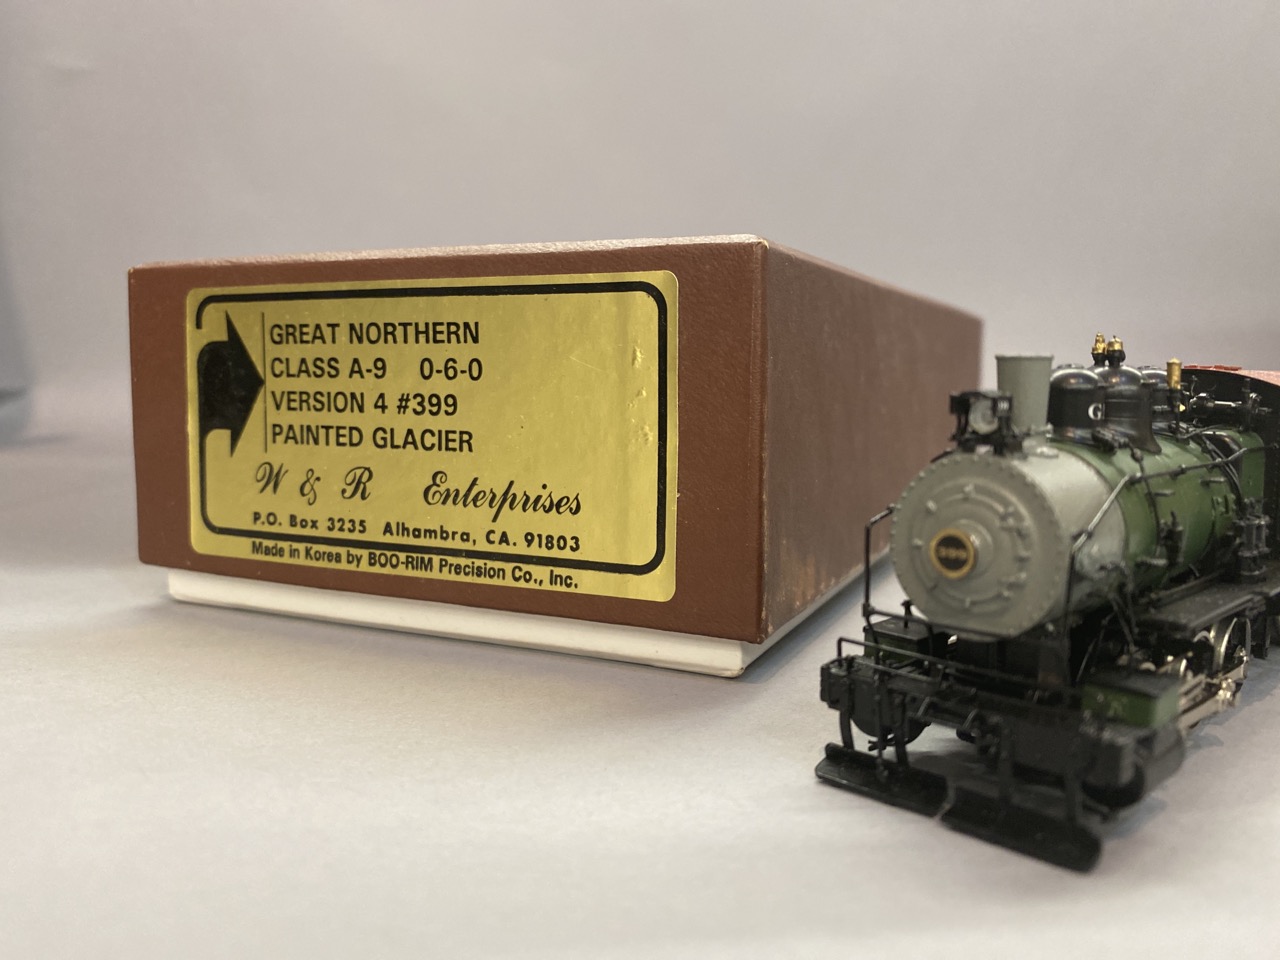 GREAT NORTHERN
CLASS A-9 0-6-0
VERSION 4 #399
PAINTED GLACIER
W & R Enterprises
P.O. Box 3235 Alhambra, CA. 91803
Made in Korea by BOO-RIM Precision Co., Inc.
G